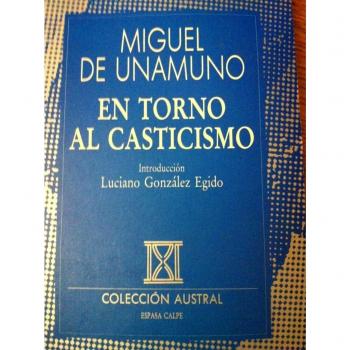 MIGUEL
DE UNAMUNO
EN TORNO
AL CASTICISMO
Introducción
Luciano González Egido
COLECCIÓN AUSTRAL
ESPASA CALPE